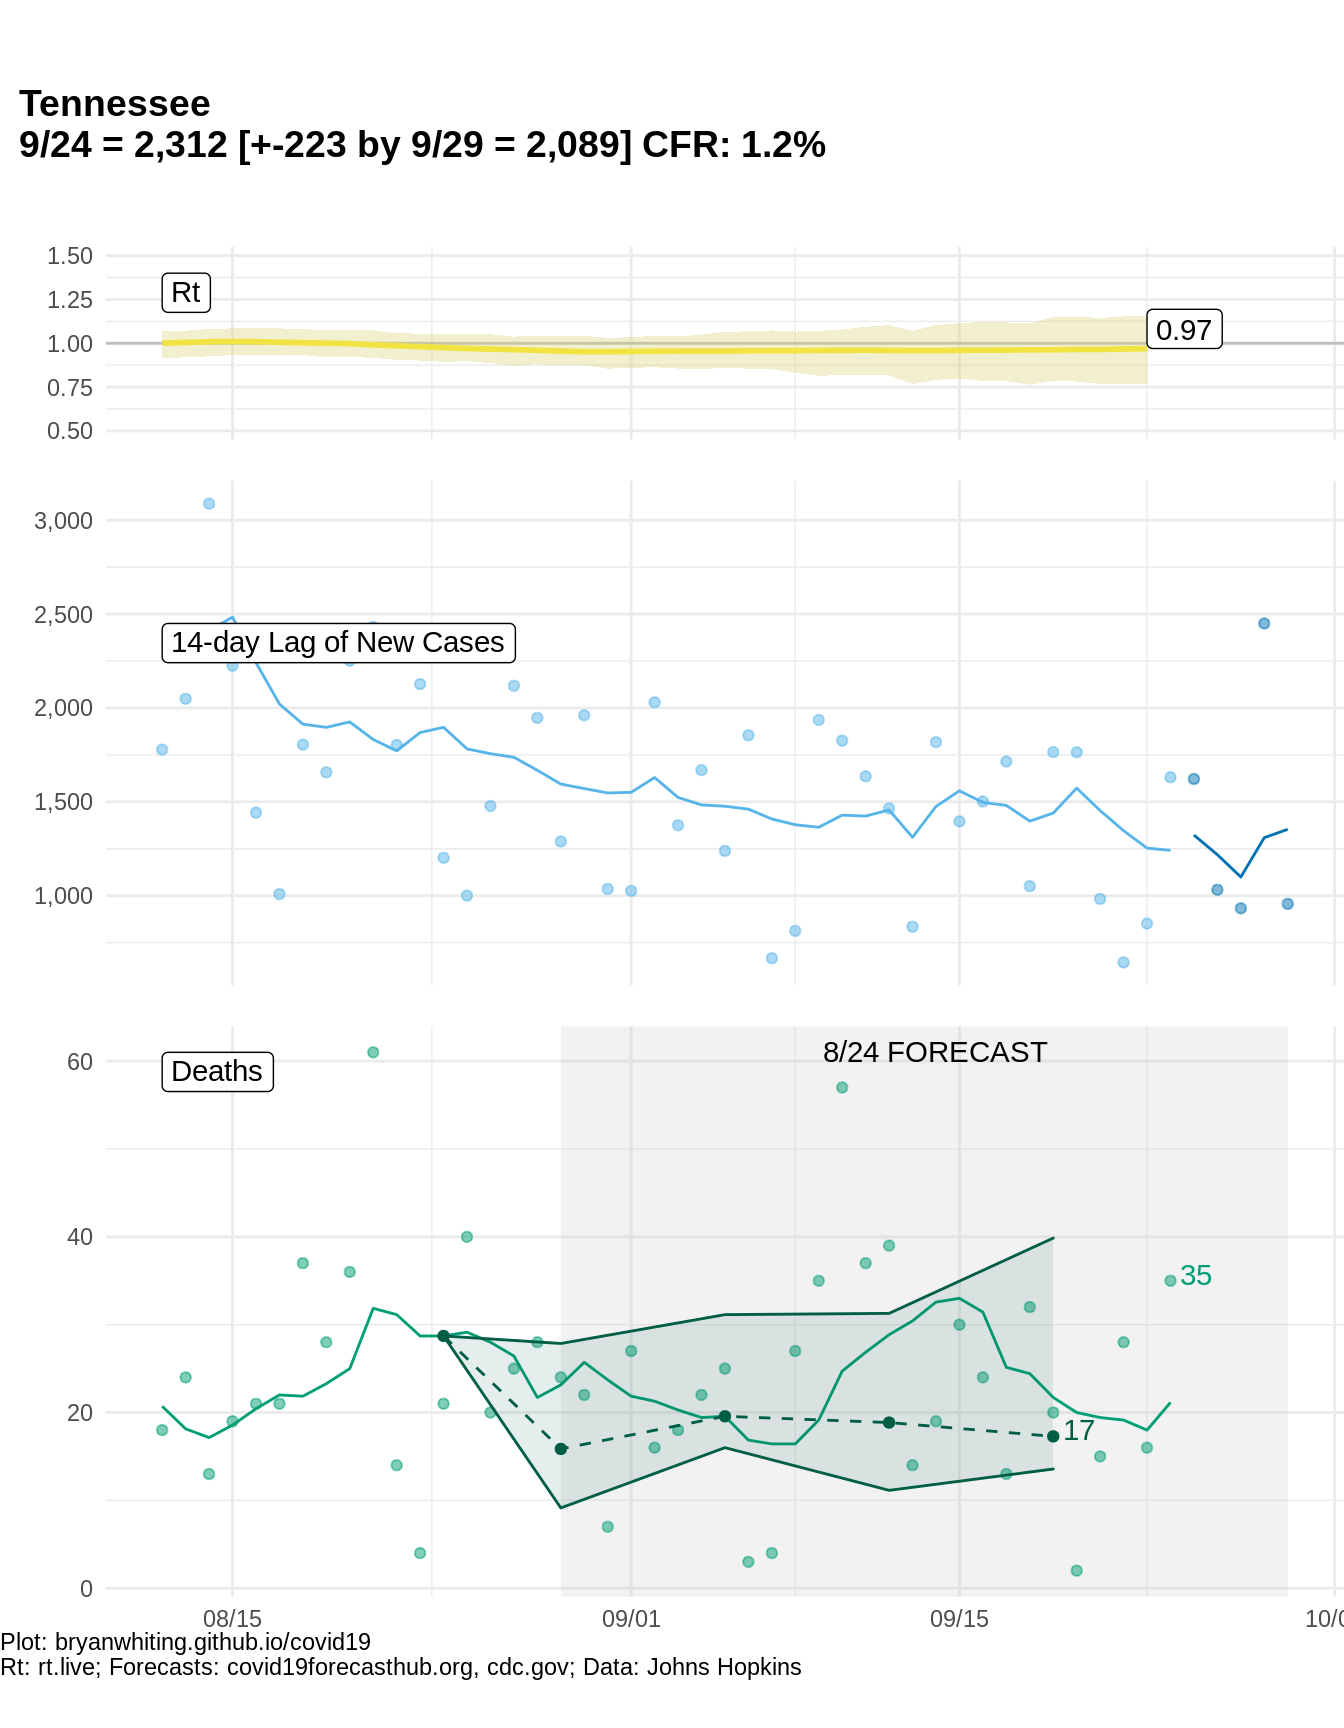 Tennessee
9/24 = 2,312 [+-223 by 9/29 = 2,089] CFR: 1.2%
1.50
Rt
1.25
0.97
1.00
0.75
0.50
3,000
2,500
14-day Lag of New Cases
2,000
1,500
1,000
8/24 FORECAST
60
Deaths
40
35
20
17
0
08/15 09/01 09/15 10/0
Plot: bryanwhiting.github.io/covid19
Rt: rt.live; Forecasts: covid19forecasthub.org, cdc.gov; Data: Johns Hopkins